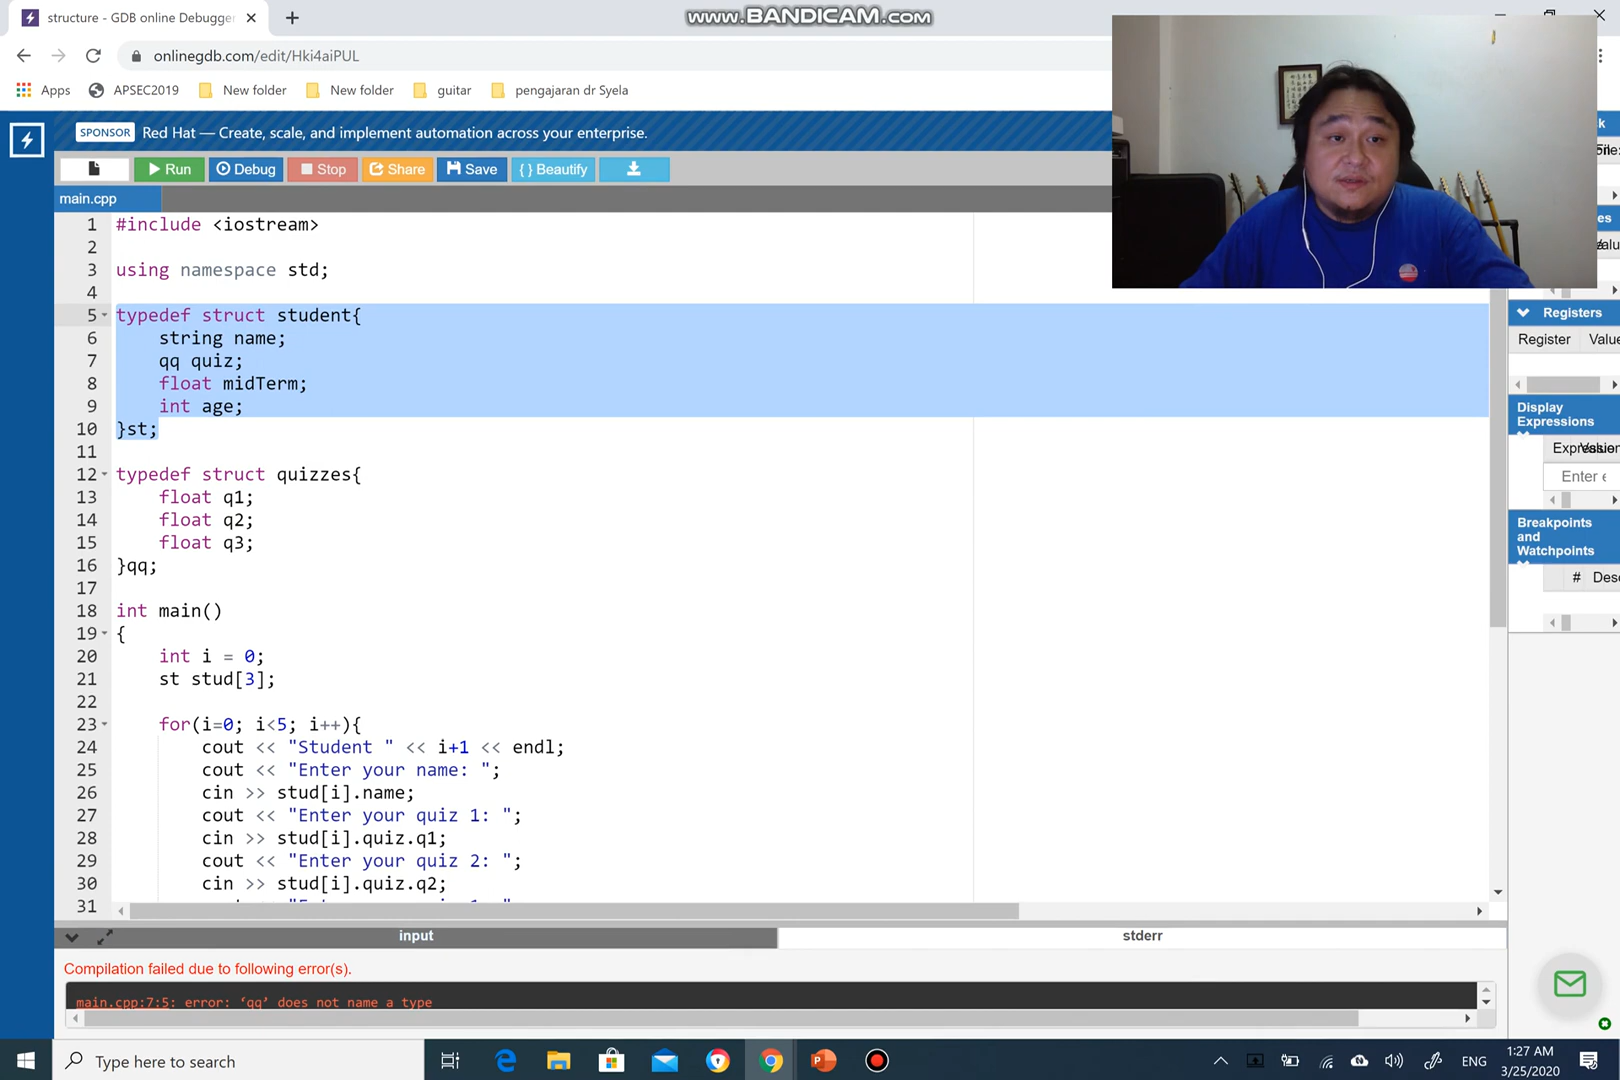 structure - GDB online Debugger
www.BANDICAM.com
onlinegdb.com/edit/Hki4aiPUL
Apps
APSEC2019
New folder
New folder
guitar
pengajaran dr Syela
SPONSOR
Red Hat — Create, scale, and implement automation across your enterprise.
Run
Debug
Stop
Share
Save
{ } Beautify
main.cpp
1 #include <iostream>
2
3 using namespace std;
4
5 typedef struct student{
6 string name;
7 qq quiz;
8 float midTerm;
9 int age;
10 }st;
11
12 typedef struct quizzes{
13 float q1;
14 float q2;
15 float q3;
16 }qq;
17
18 int main()
19 {
20 int i = 0;
21 st stud[3];
22
23 for(i=0; i<5; i++){
24 cout << "Student " << i+1 << endl;
25 cout << "Enter your name: ";
26 cin >> stud[i].name;
27 cout << "Enter your quiz 1: ";
28 cin >> stud[i].quiz.q1;
29 cout << "Enter your quiz 2: ";
30 cin >> stud[i].quiz.q2;
31
Registers
Register Value
Display Expressions
Enter e
Breakpoints
and
Watchpoints
# Desc
input
stderr
Compilation failed due to following error(s).
main.cpp:7:5: error: ‘qq’ does not name a type
Type here to search
ENG
1:27 AM
3/25/2020